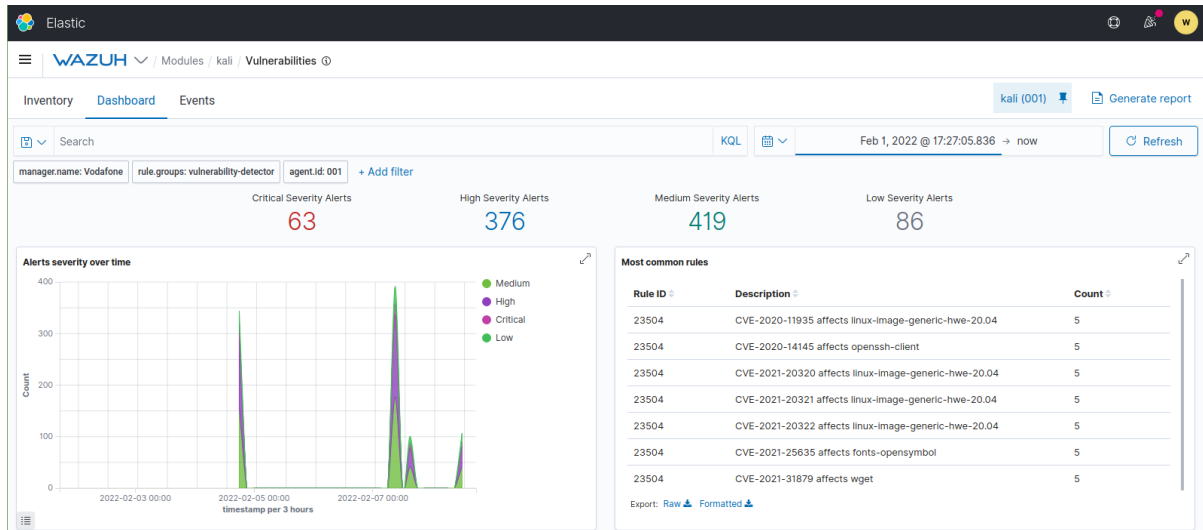 Elastic
W
WAZUH / Modules / kali / Vulnerabilities
Inventory Dashboard Events kali (001) Generate report
Search KQL Feb 1, 2022 @ 17:27:05.836 → now Refresh
manager.name: Vodafone rule.groups: vulnerability-detector agent.id: 001 + Add filter
Critical Severity Alerts High Severity Alerts Medium Severity Alerts Low Severity Alerts
63 376 419 86
Alerts severity over time
400
300
200
100
0
Count
2022-02-03 00:00 2022-02-05 00:00 2022-02-07 00:00
timestamp per 3 hours
Medium
High
Critical
Low
Most common rules
Rule ID Description Count
23504 CVE-2020-11935 affects linux-image-generic-hwe-20.04 5
23504 CVE-2020-14145 affects openssh-client 5
23504 CVE-2021-20320 affects linux-image-generic-hwe-20.04 5
23504 CVE-2021-20321 affects linux-image-generic-hwe-20.04 5
23504 CVE-2021-20322 affects linux-image-generic-hwe-20.04 5
23504 CVE-2021-25635 affects fonts-opensymbol 5
23504 CVE-2021-31879 affects wget 5
Export: Raw Formatted